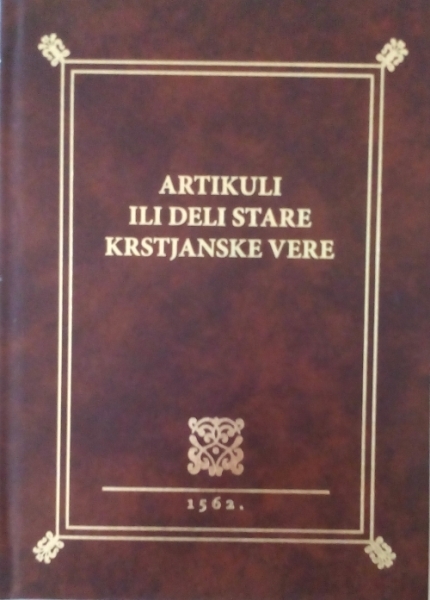 ARTIKULI
ILI DELI STARE
KRSTJANSKE VERE
1562.